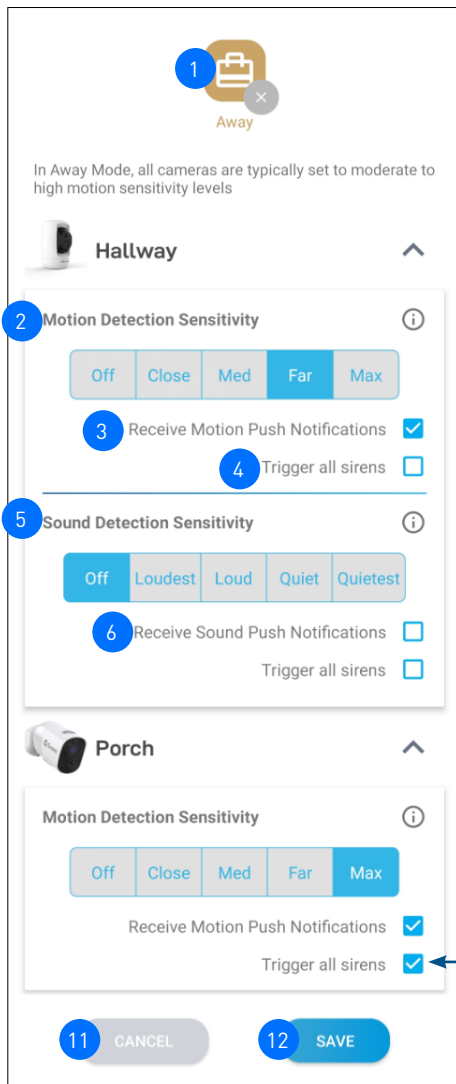 1
Away
In Away Mode, all cameras are typically set to moderate to
high motion sensitivity levels
Hallway
2 Motion Detection Sensitivity
Off Close Med Far Max
3 Receive Motion Push Notifications
4 Trigger all sirens
5 Sound Detection Sensitivity
Off Loudest Loud Quiet Quietest
6 Receive Sound Push Notifications
Trigger all sirens
Porch
Motion Detection Sensitivity
Off Close Med Far Max
Receive Motion Push Notifications
Trigger all sirens
11 CANCEL 12 SAVE